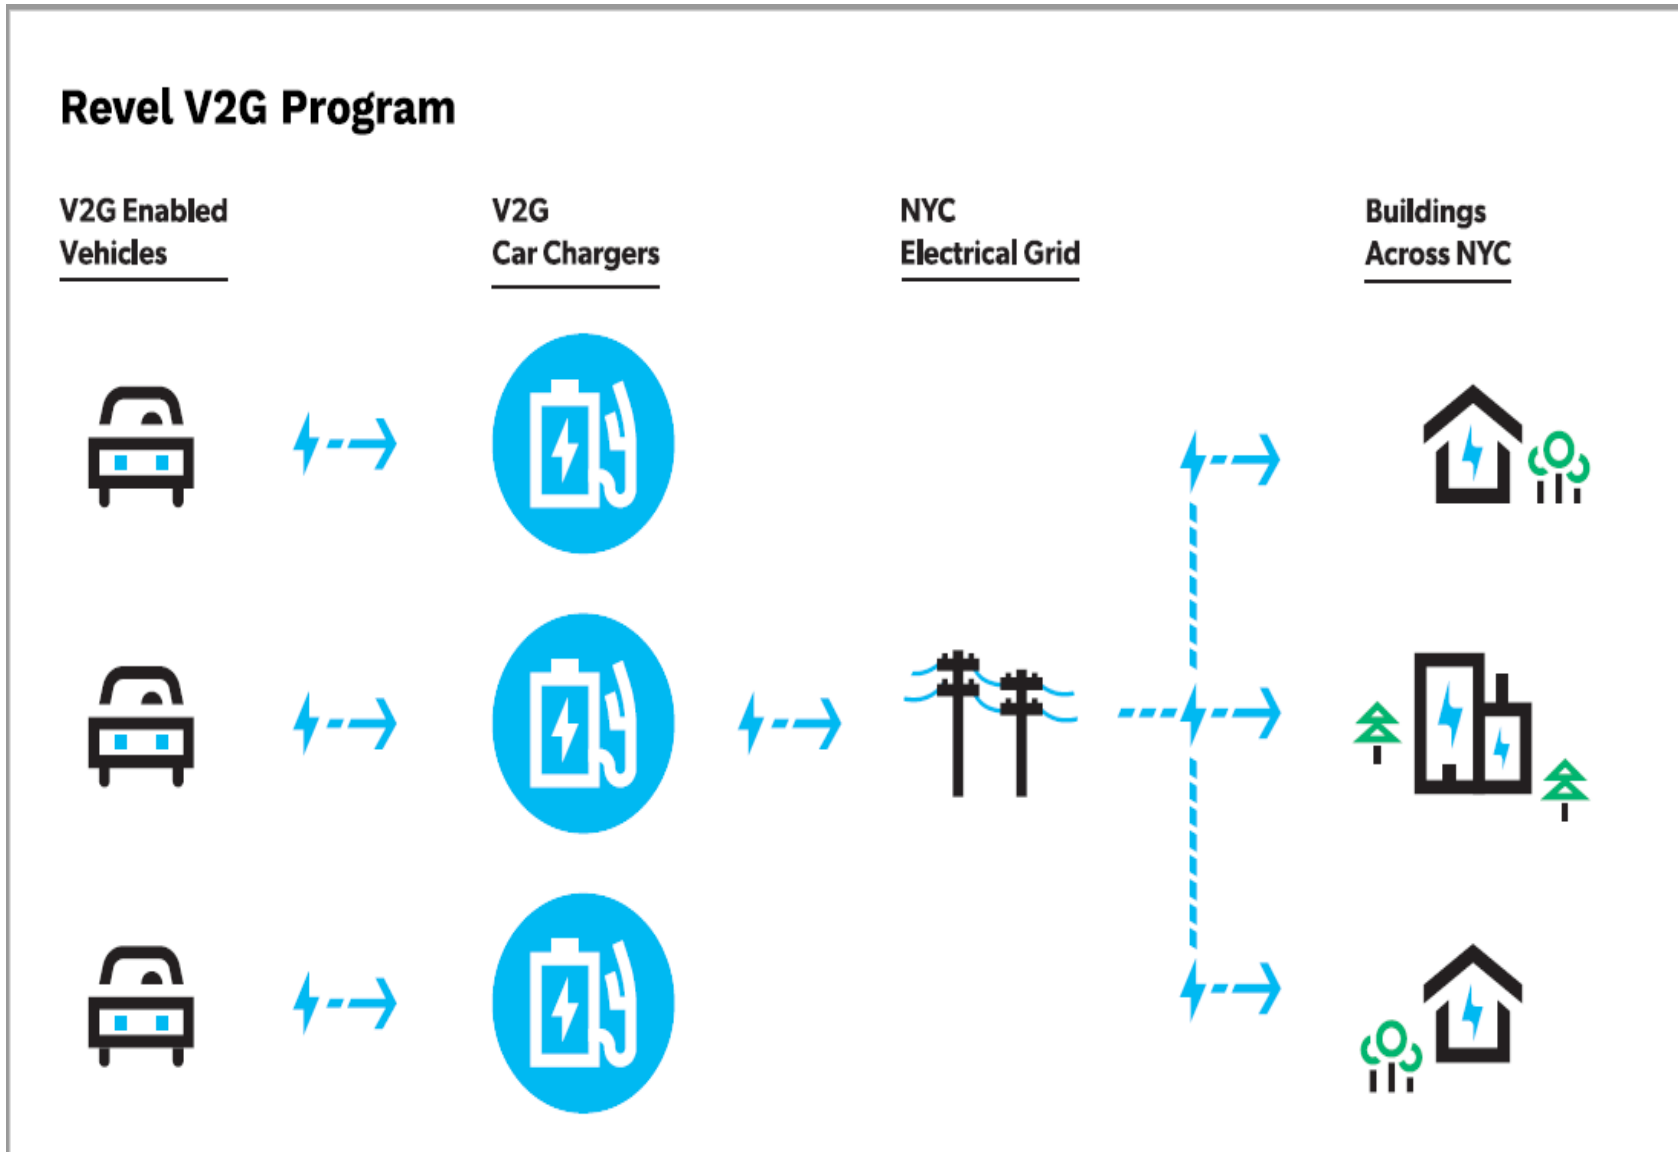 Revel V2G Program
V2G Enabled
Vehicles
V2G
Car Chargers
NYC
Electrical Grid
Buildings
Across NYC